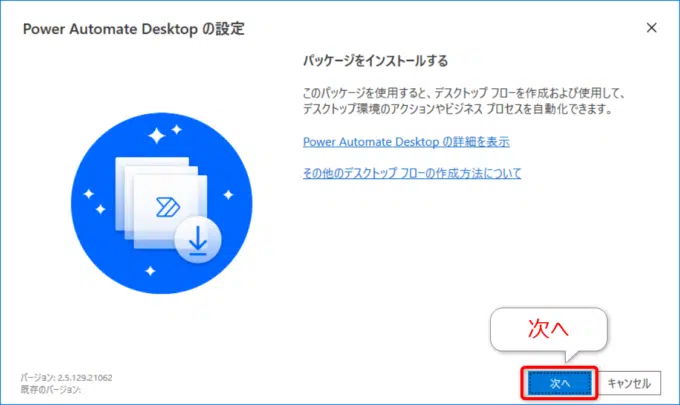 Power Automate Desktop の設定
パッケージをインストールする
このパッケージを使用すると、デスクトップ フローを作成および使用して、
デスクトップ環境のアクションやビジネス プロセスを自動化できます。
Power Automate Desktop の詳細を表示
その他のデスクトップ フローの作成方法について
次へ
バージョン: 2.5.129.21062
既存のバージョン:
次へ
キャンセル